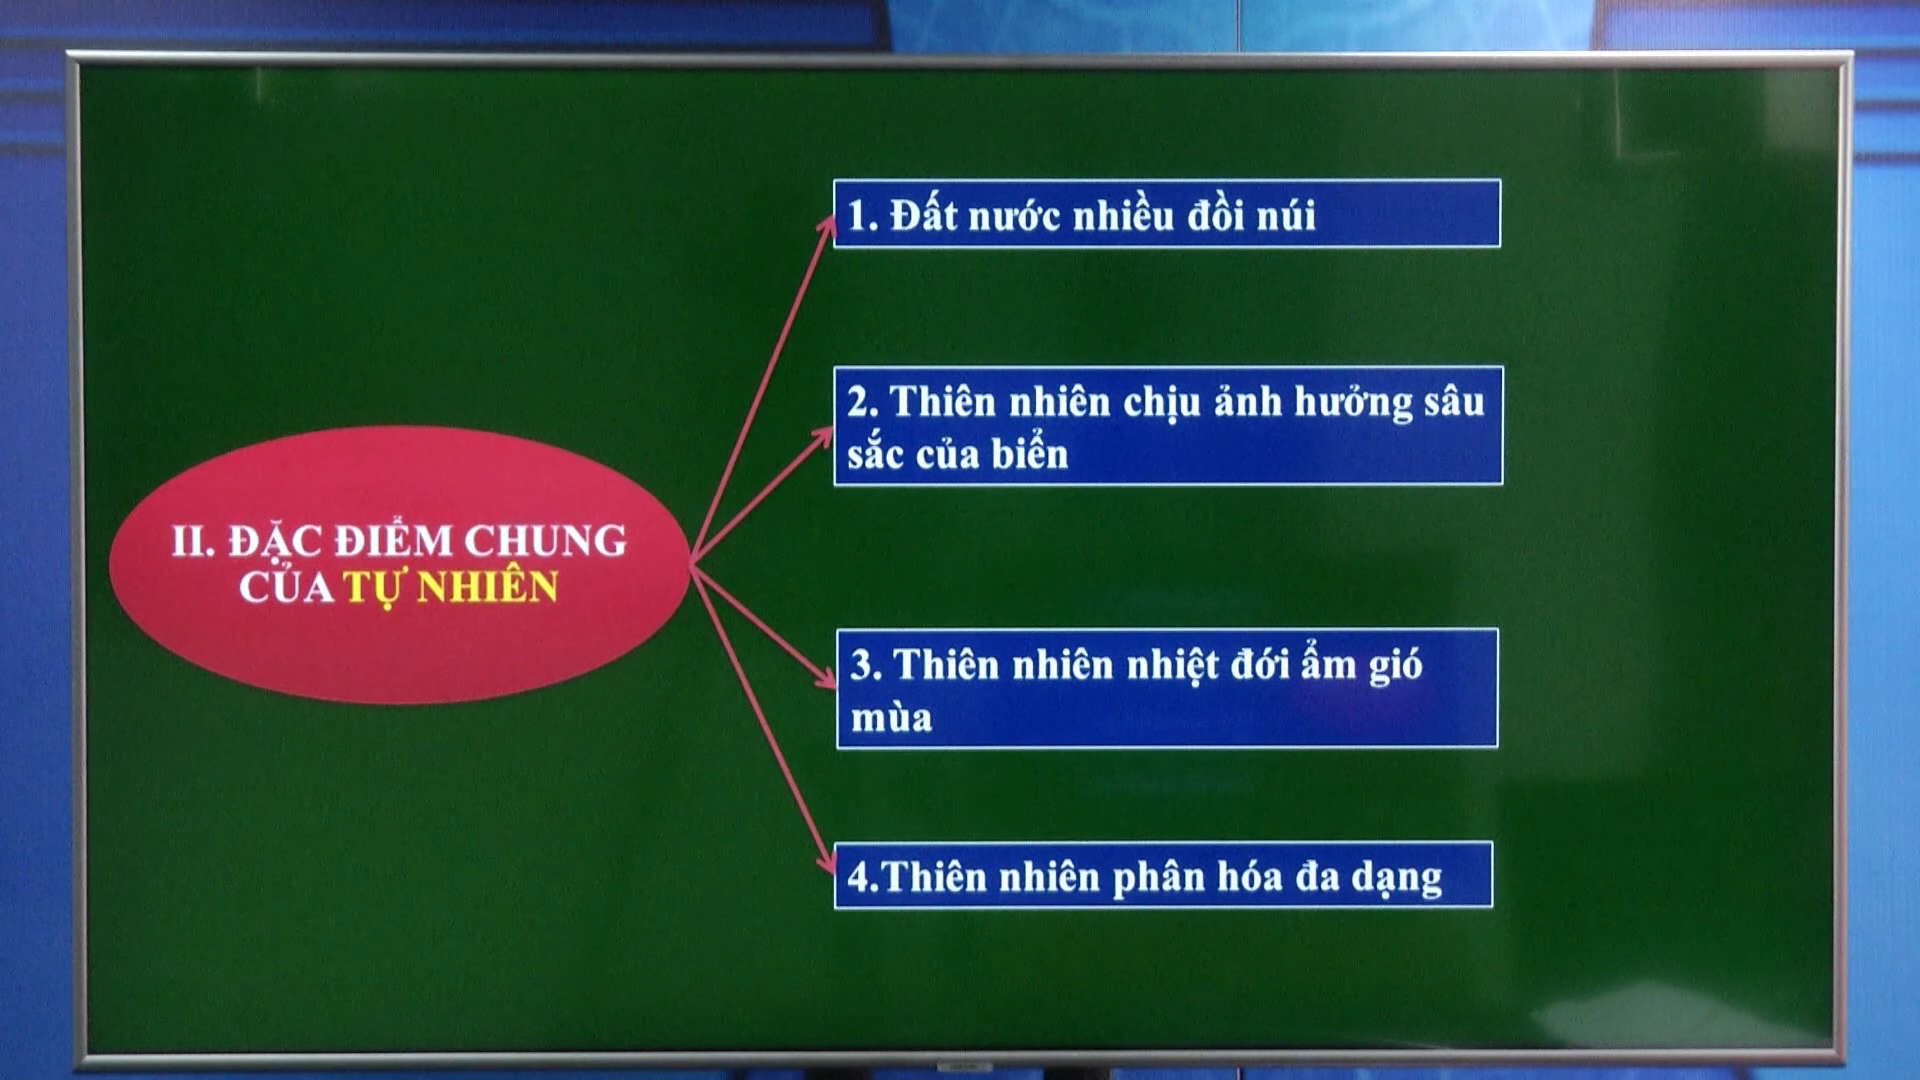 II. ĐẶC ĐIỂM CHUNG
CỦA TỰ NHIÊN
1. Đất nước nhiều đồi núi
2. Thiên nhiên chịu ảnh hưởng sâu
sắc của biển
3. Thiên nhiên nhiệt đới ẩm gió
mùa
4.Thiên nhiên phân hóa đa dạng